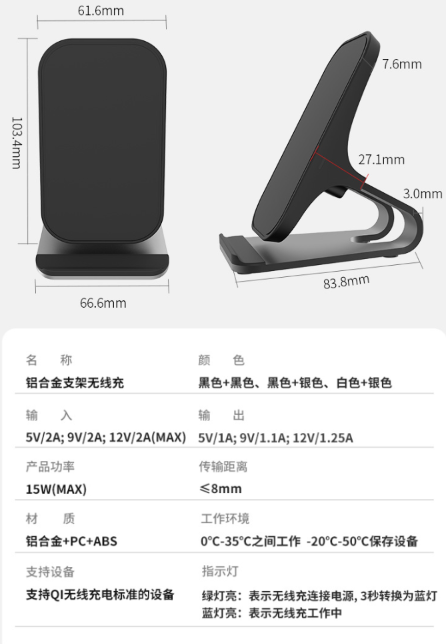 61.6mm
103.4mm
66.6mm
7.6mm
27.1mm
3.0mm
83.8mm
名 称
铝合金支架无线充
颜 色
黑色+黑色、黑色+银色、白色+银色
输 入
5V/2A; 9V/2A; 12V/2A(MAX)
输 出
5V/1A; 9V/1.1A; 12V/1.25A
产品功率
15W(MAX)
传输距离
≤8mm
材 质
铝合金+PC+ABS
工作环境
0℃-35℃之间工作 -20℃-50℃保存设备
支持设备
支持QI无线充电标准的设备
指示灯
绿灯亮：表示无线充连接电源, 3秒转换为蓝灯
蓝灯亮：表示无线充工作中